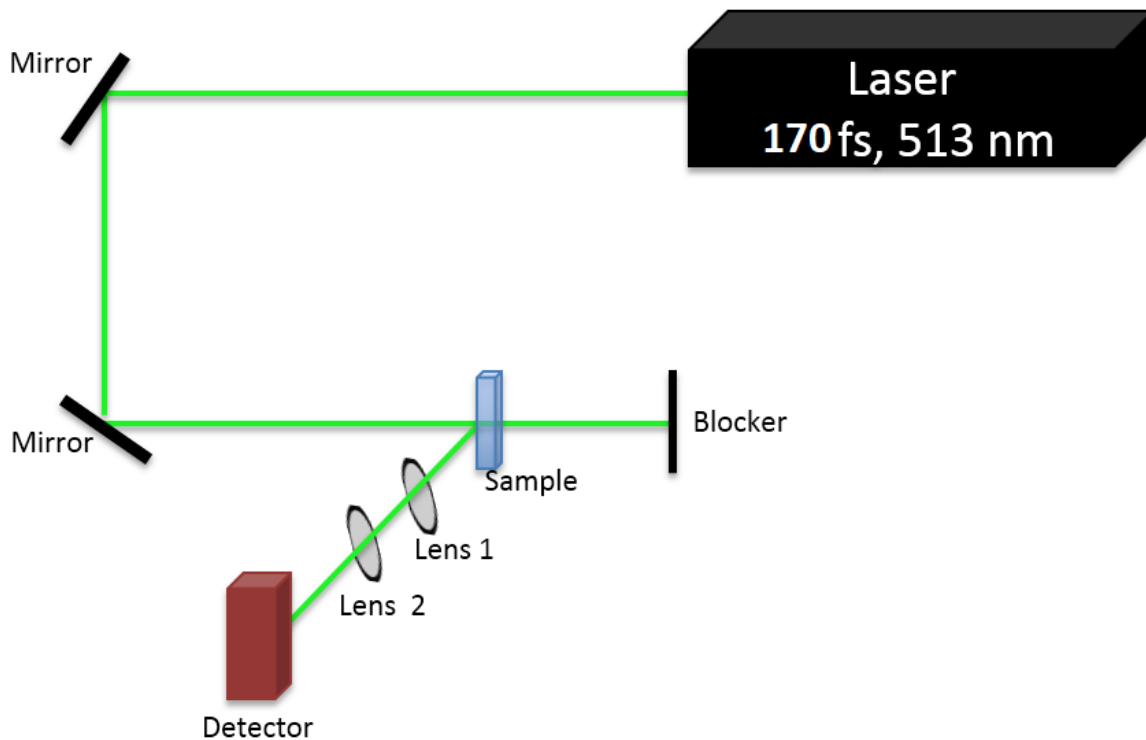 Mirror
Laser
170 fs, 513 nm
Mirror
Blocker
Sample
Lens 1
Lens 2
Detector